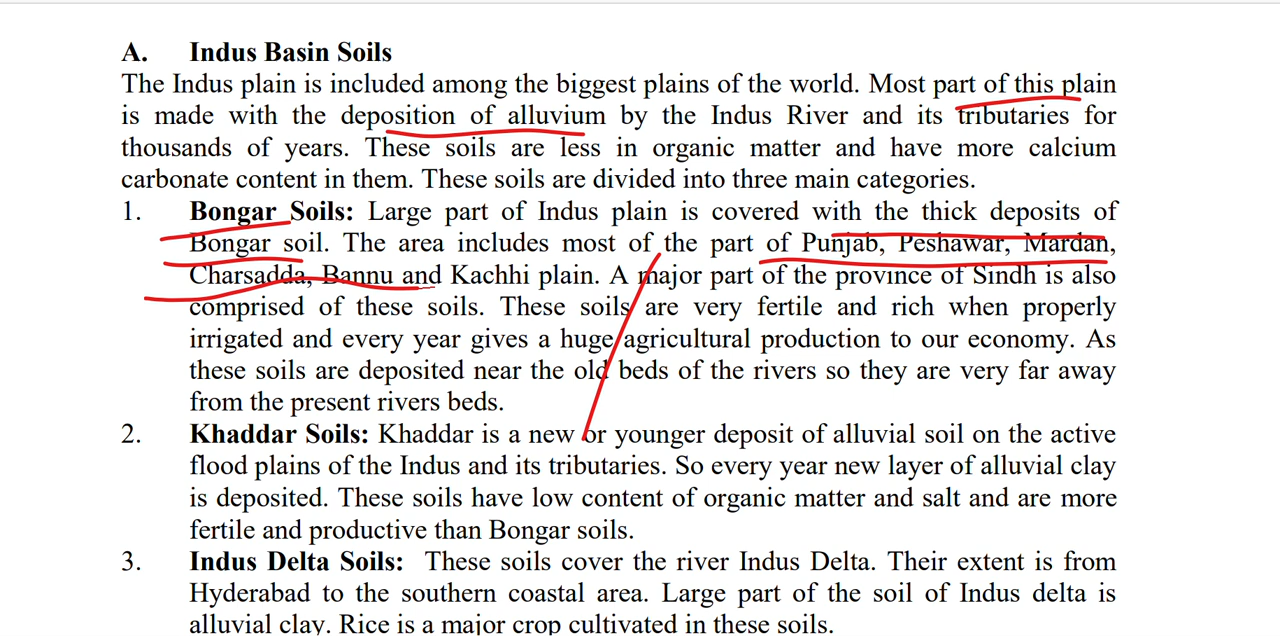 A. Indus Basin Soils
The Indus plain is included among the biggest plains of the world. Most part of this plain
is made with the deposition of alluvium by the Indus River and its tributaries for
thousands of years. These soils are less in organic matter and have more calcium
carbonate content in them. These soils are divided into three main categories.
1. Bongar Soils: Large part of Indus plain is covered with the thick deposits of
Bongar soil. The area includes most of the part of Punjab, Peshawar, Mardan,
Charsadda, Bannu and Kachhi plain. A major part of the province of Sindh is also
comprised of these soils. These soils are very fertile and rich when properly
irrigated and every year gives a huge agricultural production to our economy. As
these soils are deposited near the old beds of the rivers so they are very far away
from the present rivers beds.
2. Khaddar Soils: Khaddar is a new or younger deposit of alluvial soil on the active
flood plains of the Indus and its tributaries. So every year new layer of alluvial clay
is deposited. These soils have low content of organic matter and salt and are more
fertile and productive than Bongar soils.
3. Indus Delta Soils: These soils cover the river Indus Delta. Their extent is from
Hyderabad to the southern coastal area. Large part of the soil of Indus delta is
alluvial clay. Rice is a major crop cultivated in these soils.